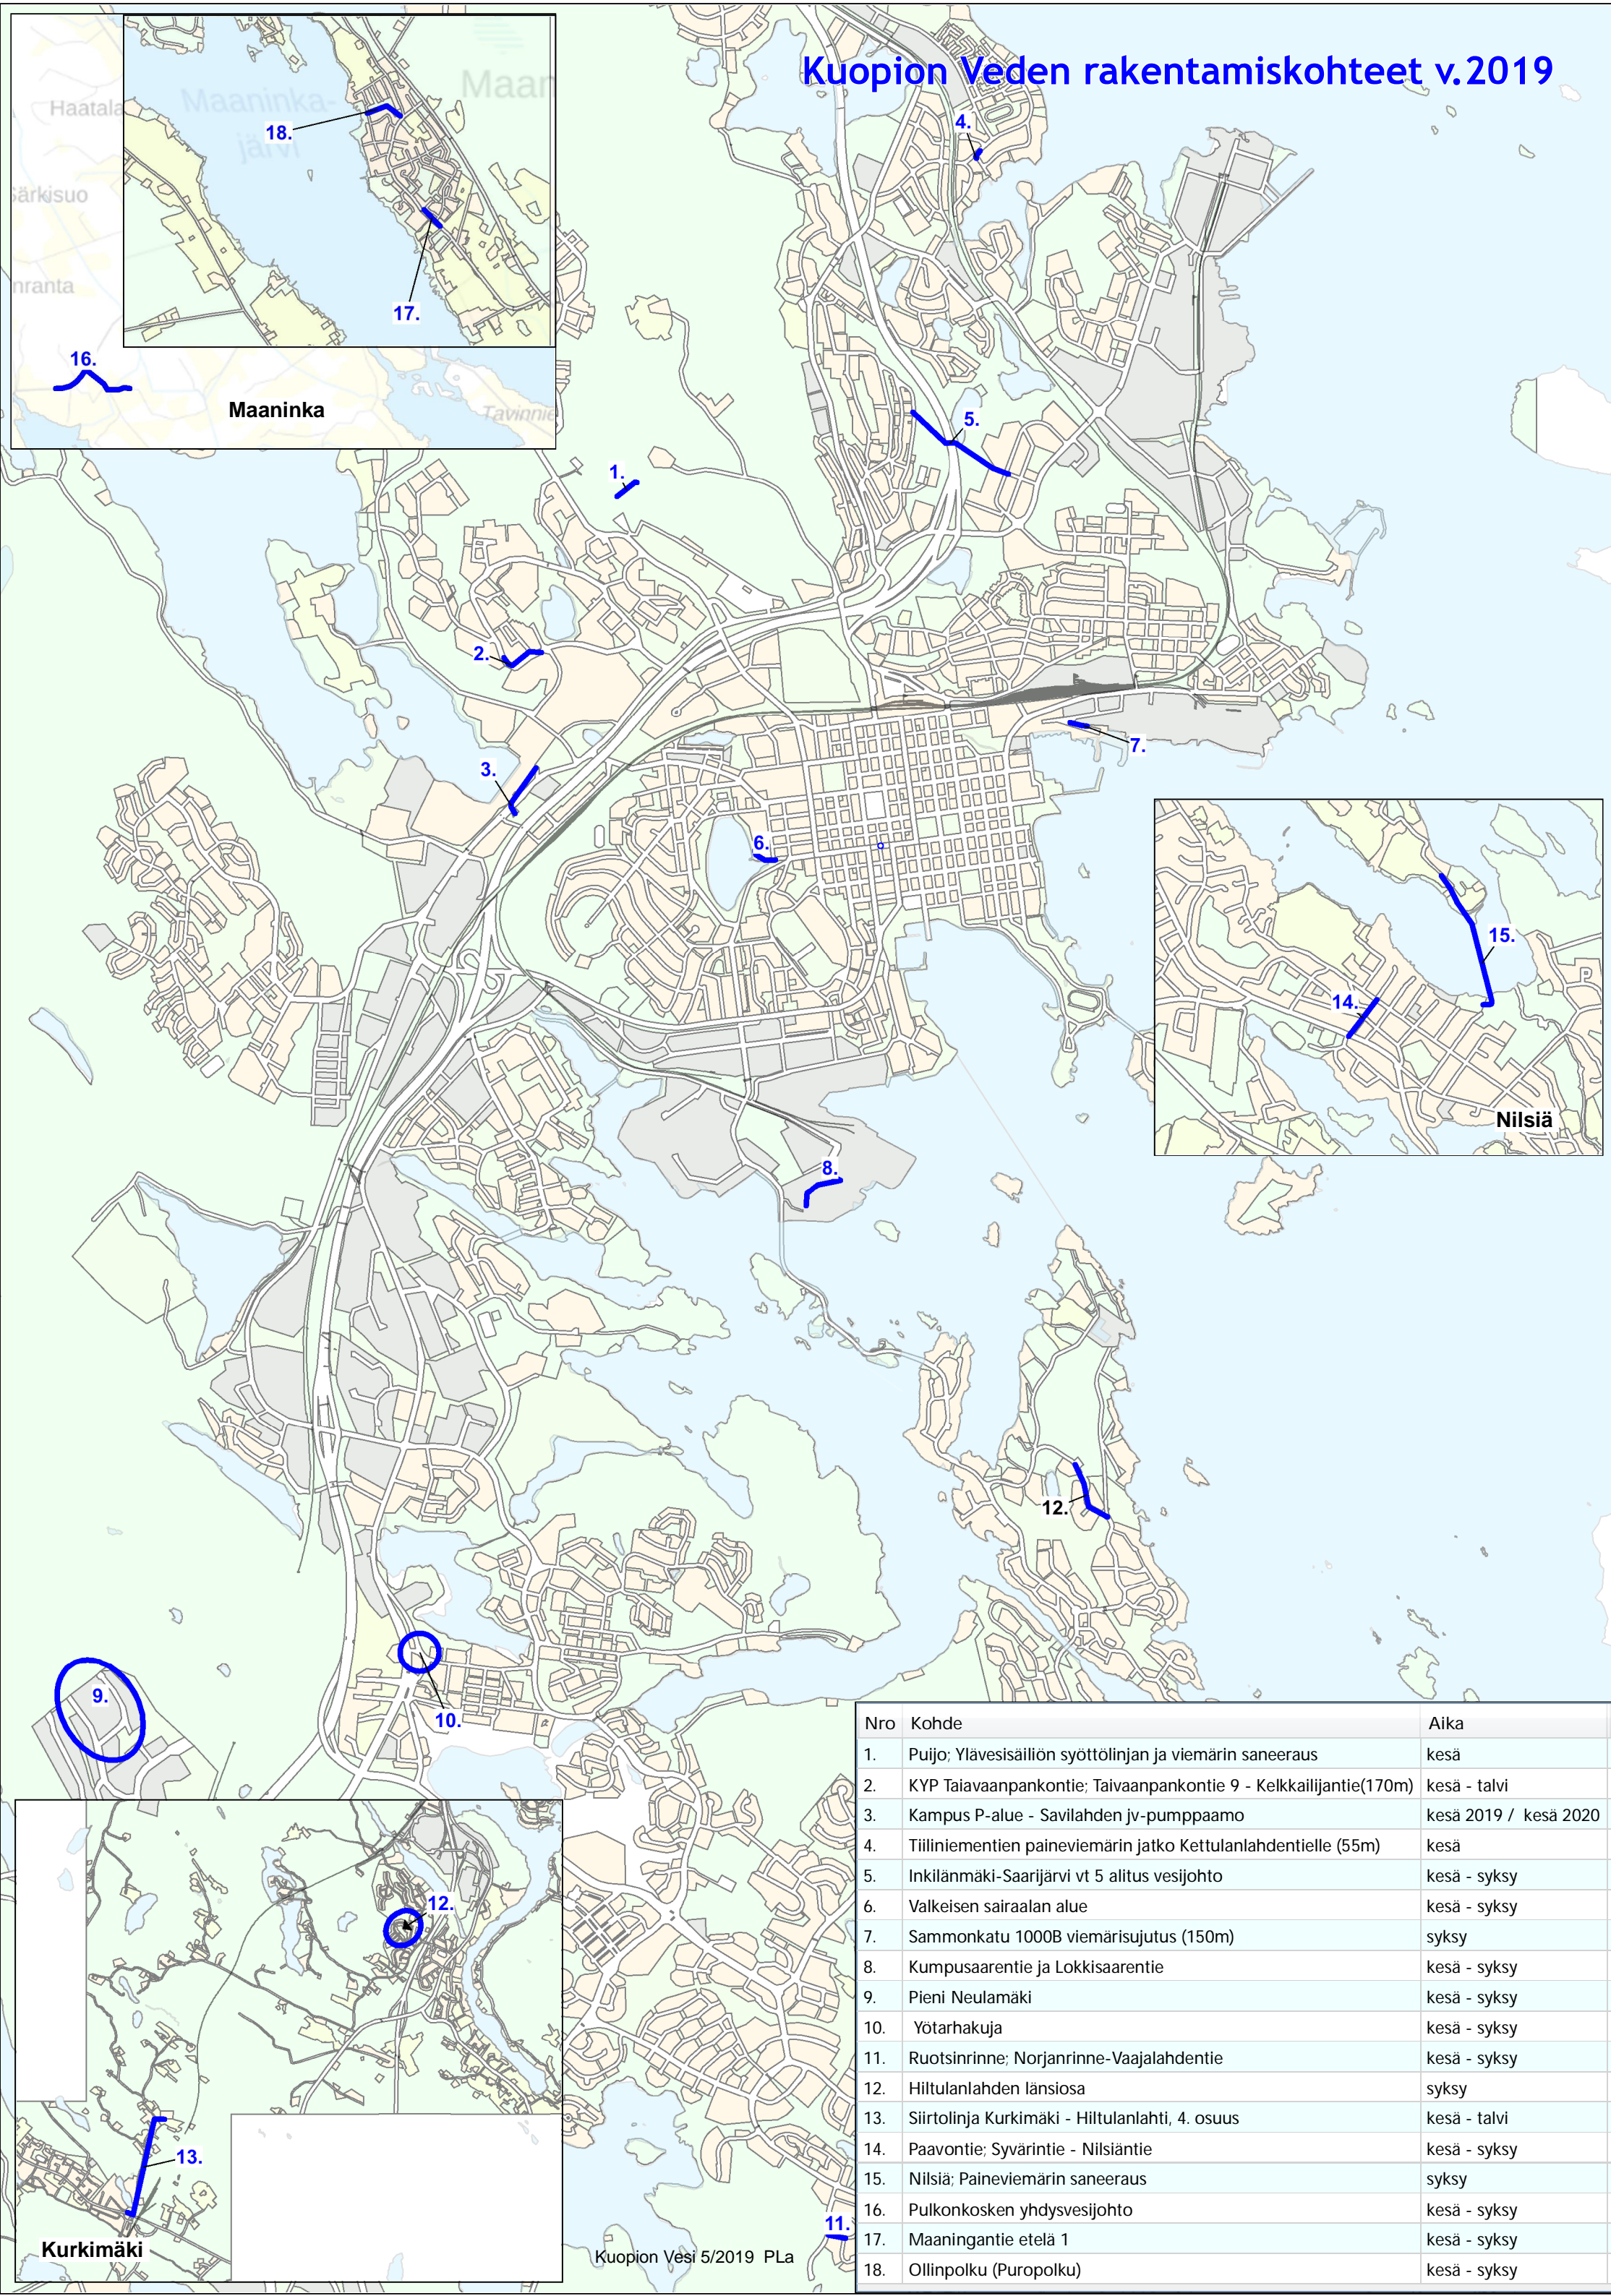 Kuopion Veden rakentamiskohteet v.2019
Haatala
Maaninka-
järvi
Maan
Särkisuo
nranta
18.
17.
16.
Maaninka
Tavinnie
4.
5.
1.
2.
3.
6.
7.
8.
15.
14.
Nilsiä
12.
9.
10.
12.
13.
Kurkimäki
11.
Kuopion Vesi 5/2019 PLa
Nro Kohde Aika
1. Puijo; Ylävesisäiliön syöttölinjan ja viemärin saneeraus kesä
2. KYP Taiavaanpankontie; Taivaanpankontie 9 - Kelkkailijantie(170m) kesä - talvi
3. Kampus P-alue - Savilahden jv-pumppaamo kesä 2019 / kesä 2020
4. Tiiliniementien paineviemärin jatko Kettulanlahdentielle (55m) kesä
5. Inkilänmäki-Saarijärvi vt 5 alitus vesijohto kesä - syksy
6. Valkeisen sairaalan alue kesä - syksy
7. Sammonkatu 1000B viemärisujutus (150m) syksy
8. Kumpusaarentie ja Lokkisaarentie kesä - syksy
9. Pieni Neulamäki kesä - syksy
10. Yötarhakuja kesä - syksy
11. Ruotsinrinne; Norjanrinne-Vaajalahdentie kesä - syksy
12. Hiltulanlahden länsiosa syksy
13. Siirtolinja Kurkimäki - Hiltulanlahti, 4. osuus kesä - talvi
14. Paavontie; Syvärintie - Nilsiäntie kesä - syksy
15. Nilsiä; Paineviemärin saneeraus syksy
16. Pulkonkosken yhdysvesijohto kesä - syksy
17. Maaningantie etelä 1 kesä - syksy
18. Ollinpolku (Puropolku) kesä - syksy